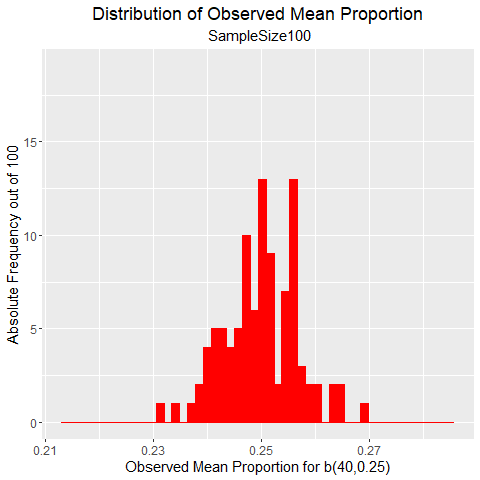 Distribution of Observed Mean Proportion
SampleSize100
Absolute Frequency out of 100
15
10
5
0
0.21 0.23 0.25 0.27
Observed Mean Proportion for b(40,0.25)